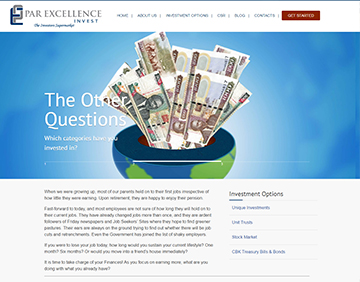 PAR EXCELLENCE
INVEST
The Investors Supermarket
HOME | ABOUT US | INVESTMENT OPTIONS | CSR | BLOG | CONTACTS | GET STARTED
The Other
Questions
Which categories have you
invested in?
When we were growing up, most of our parents held on to their first jobs irrespective of
how little they were earning. Upon retirement, they are happy to enjoy their pension.
Fast-forward to today, and most employees are not sure of how long they will hold on to
their current jobs. They have already changed jobs more than once, and they are ardent
followers of Friday newspapers and Job Seekers' Sites where they hope to find greener
pastures. Their ears are always on the ground trying to find out whether there will be job
cuts and retrenchments. Even the Government has joined the list of shaky employers.
If you were to lose your job today, how long would you sustain your current lifestyle? One
month? Six months? Or would you move into a friend's house immediately?
It is time to take charge of your Finances! As you focus on earning more, what are you
doing with what you already have?
Investment Options
Unique Investments
Unit Trusts
Stock Market
CBK Treasury Bills & Bonds